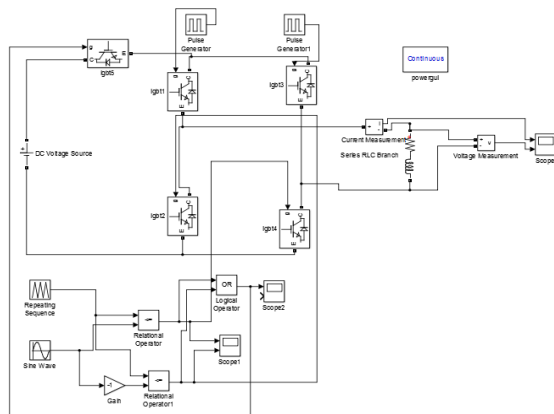 Pulse
Generator
Pulse
Generator1
Continuous
powergui
g
C
E
Igbt5
g
C
E
Igbt1
g
C
E
Igbt3
DC Voltage Source
+
i
-
Current Measurement
Series RLC Branch
+
-
v
Voltage Measurement
Scope
g
C
E
Igbt2
g
C
E
Igbt4
Repeating
Sequence
<=
Relational
Operator
OR
Logical
Operator
Scope2
Scope1
Sine Wave
-1
Gain
<=
Relational
Operator1